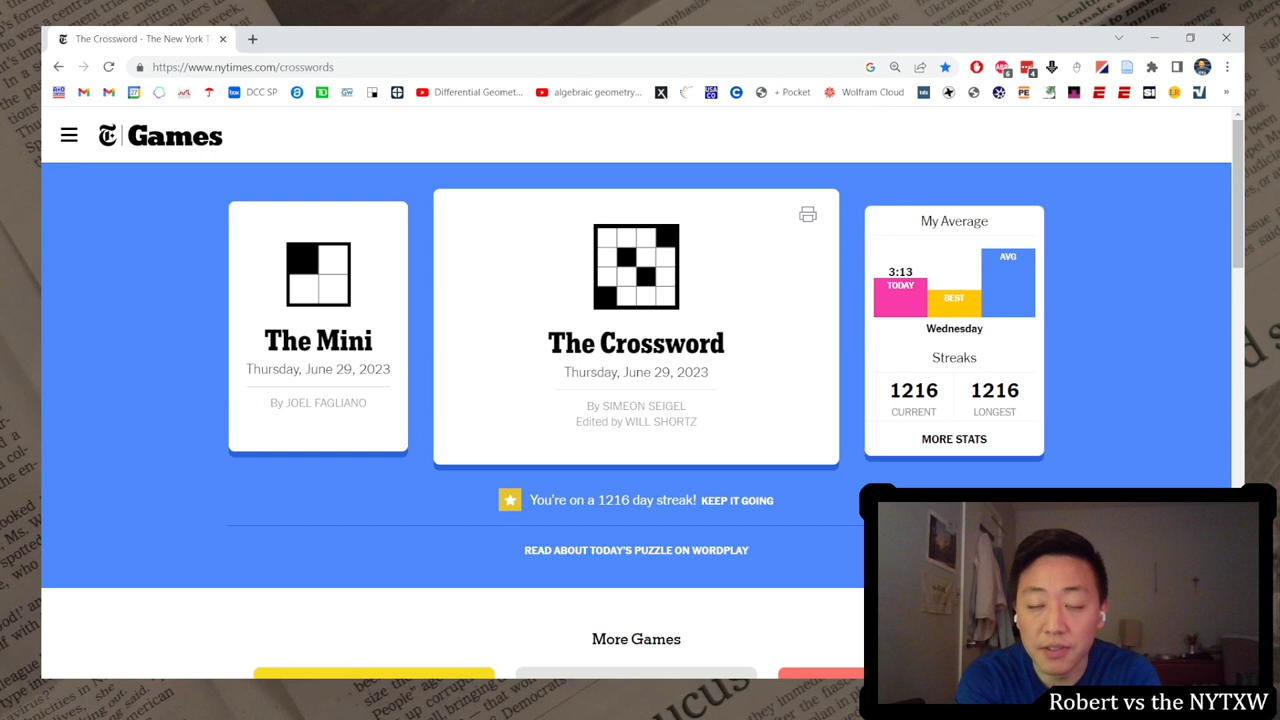 The Crossword - The New York T
https://www.nytimes.com/crosswords
DCC SP
Differential Geomet...
algebraic geometry...
+ Pocket
Wolfram Cloud
Games
The Mini
Thursday, June 29, 2023
By JOEL FAGLIANO
The Crossword
Thursday, June 29, 2023
By SIMEON SEIGEL
Edited by WILL SHORTZ
My Average
3:13
TODAY
BEST
AVG
Wednesday
Streaks
1216
1216
CURRENT
LONGEST
MORE STATS
You're on a 1216 day streak! KEEP IT GOING
READ ABOUT TODAY'S PUZZLE ON WORDPLAY
More Games
Robert vs the NYTXW